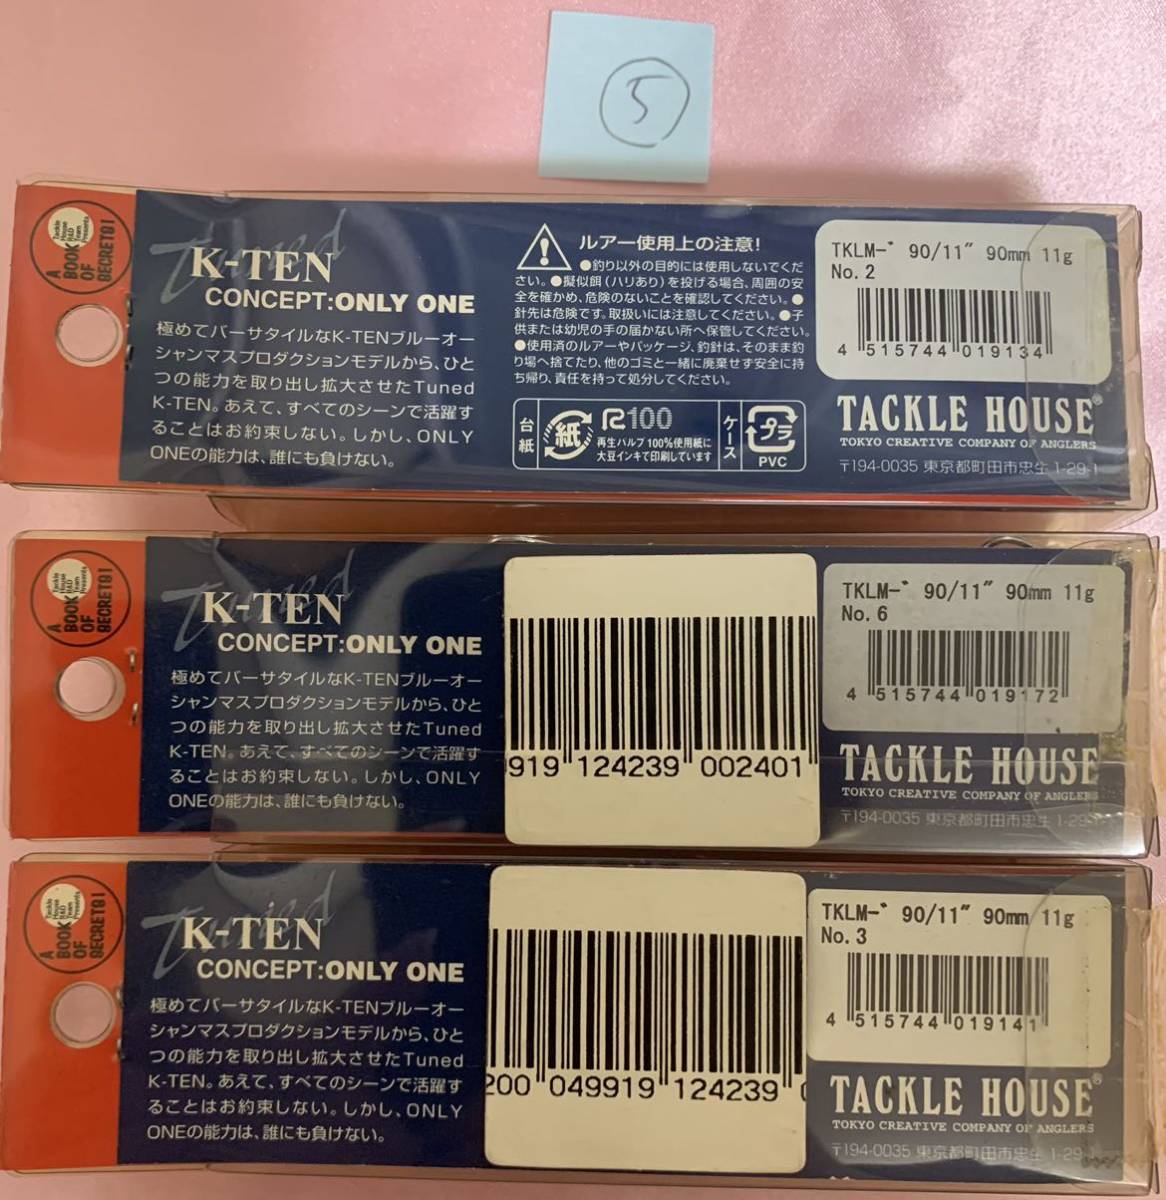 5
Tackle
House
R&D
Team
Presents
A
BOOK
OF
SECRETS!
Tuned
K-TEN
CONCEPT:ONLY ONE
極めてバーサタイルなK-TENブルーオー
シャンマスプロダクションモデルから、ひと
つの能力を取り出し拡大させたTuned
K-TEN。あえて、すべてのシーンで活躍す
ることはお約束しない。しかし、ONLY
ONEの能力は、誰にも負けない。
ルアー使用上の注意!
●釣り以外の目的には使用しないでくだ
さい。●擬似餌(ハリあり)を投げる場合、周囲の安
全を確かめ、危険のないことを確認してください。●
針先は危険です。取扱いには注意してください。●子
供または幼児の手の届かない所へ保管してください。
●使用済のルアーやパッケージ、釣針は、そのまま釣
り場へ捨てたり、他のゴミと一緒に廃棄せず安全に持
ち帰り、責任を持って処分してください。
台紙
紙
R100
再生パルプ100%使用紙に
大豆インキで印刷しています
ケース
プラ
PVC
TKLM-゛ 90/11" 90mm 11g
No.2
4 515744 019134
TACKLE HOUSE®
TOKYO CREATIVE COMPANY OF ANGLERS
〒194-0035 東京都町田市忠生 1-29-1
Tackle
House
R&D
Team
Presents
A
BOOK
OF
SECRETS!
Tuned
K-TEN
CONCEPT:ONLY ONE
極めてバーサタイルなK-TENブルーオー
シャンマスプロダクションモデルから、ひと
つの能力を取り出し拡大させたTuned
K-TEN。あえて、すべてのシーンで活躍す
ることはお約束しない。しかし、ONLY
ONEの能力は、誰にも負けない。
919 124239 002401
TKLM-゛ 90/11" 90mm 11g
No.6
4 515744 019172
TACKLE HOUSE
TOKYO CREATIVE COMPANY OF ANGLERS
〒194-0035 東京都町田市忠生 1-29-1
Tackle
House
R&D
Team
Presents
A
BOOK
OF
SECRETS!
Tuned
K-TEN
CONCEPT:ONLY ONE
極めてバーサタイルなK-TENブルーオー
シャンマスプロダクションモデルから、ひと
つの能力を取り出し拡大させたTuned
K-TEN。あえて、すべてのシーンで活躍す
ることはお約束しない。しかし、ONLY
ONEの能力は、誰にも負けない。
200 049919 124239
TKLM-゛ 90/11" 90mm 11g
No.3
4 515744 019141
TACKLE HOUSE®
TOKYO CREATIVE COMPANY OF ANGLERS
〒194-0035 東京都町田市忠生 1-29-